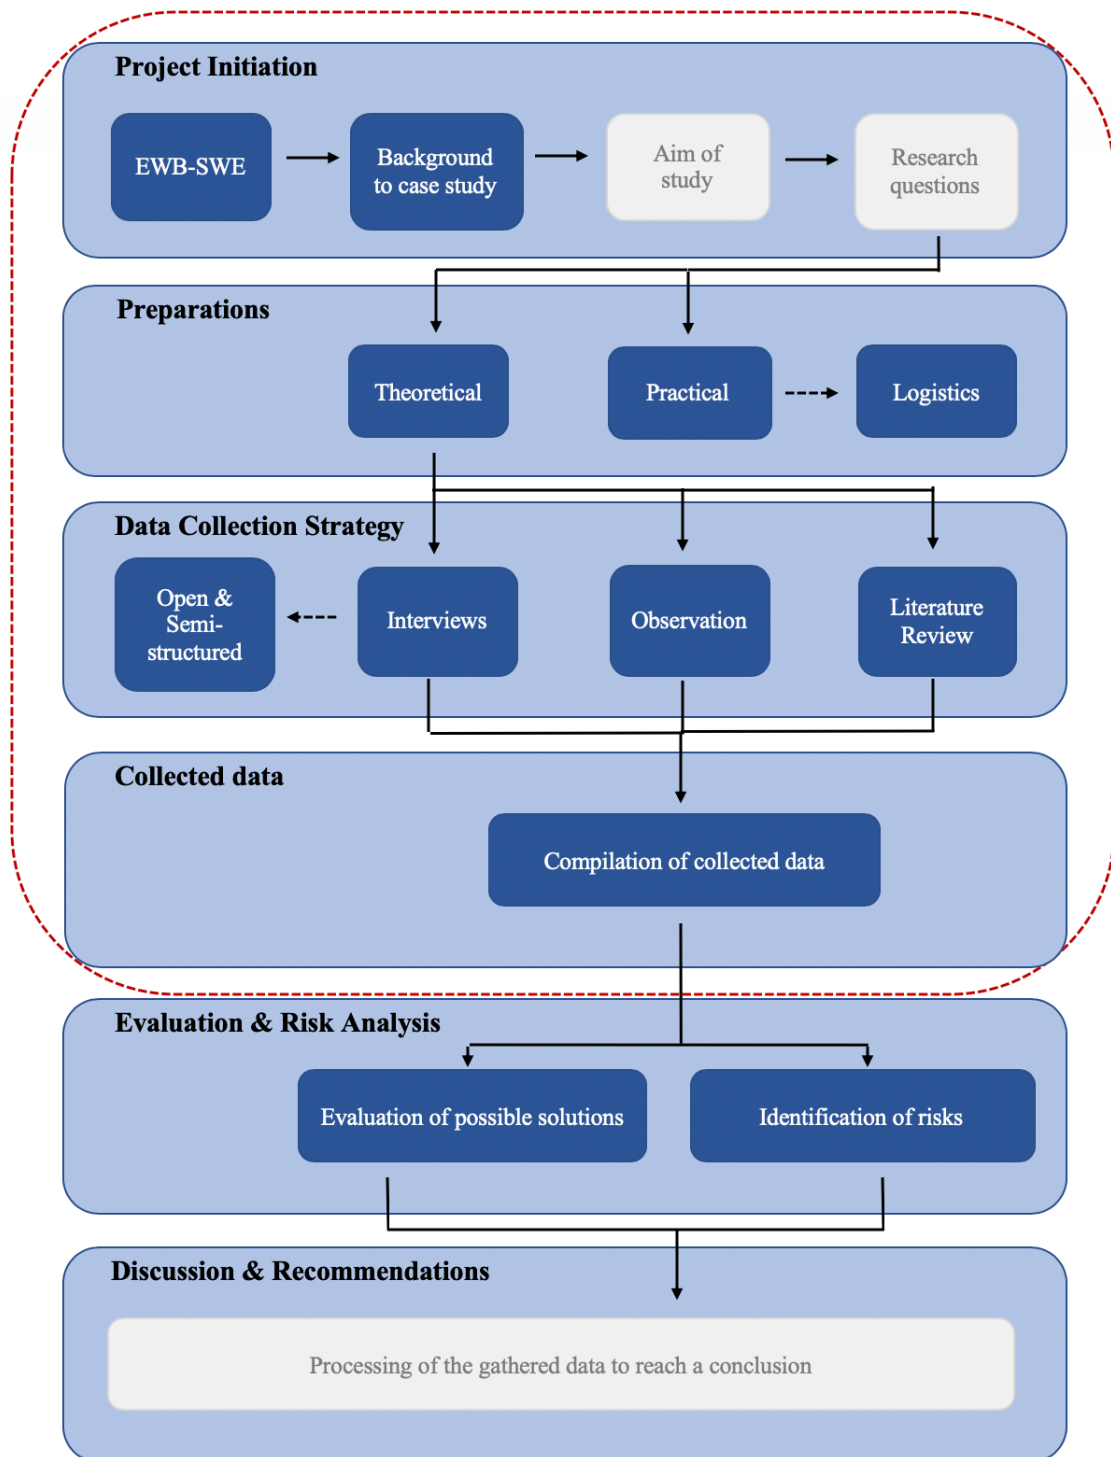 Project Initiation
EWB-SWE
Background
to case study
Aim of
study
Research
questions
Preparations
Theoretical
Practical
Logistics
Data Collection Strategy
Open &
Semi-
structured
Interviews
Observation
Literature
Review
Collected data
Compilation of collected data
Evaluation & Risk Analysis
Evaluation of possible solutions
Identification of risks
Discussion & Recommendations
Processing of the gathered data to reach a conclusion